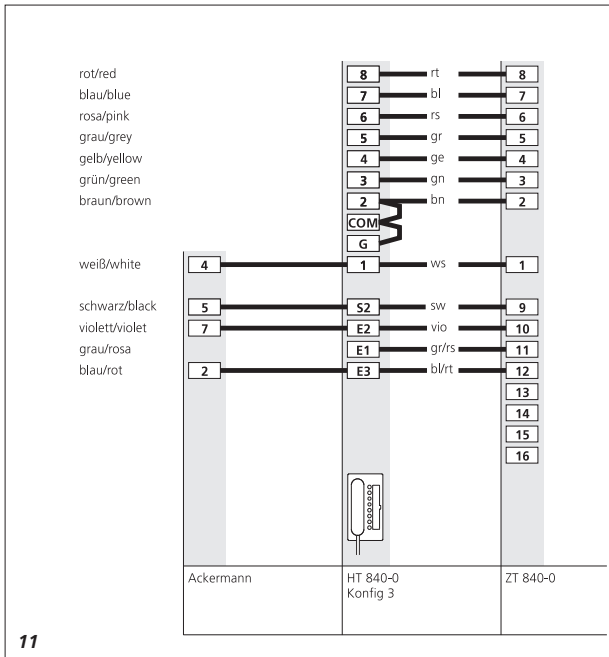 rot/red 8 rt 8
blau/blue 7 bl 7
rosa/pink 6 rs 6
grau/grey 5 gr 5
gelb/yellow 4 ge 4
grün/green 3 gn 3
braun/brown 2 bn 2
COM
G
weiß/white 4 1 ws 1
schwarz/black 5 S2 sw 9
violett/violet 7 E2 vio 10
grau/rosa E1 gr/rs 11
blau/rot 2 E3 bl/rt 12
13
14
15
16
Ackermann HT 840-0 ZT 840-0
Konfig 3
11